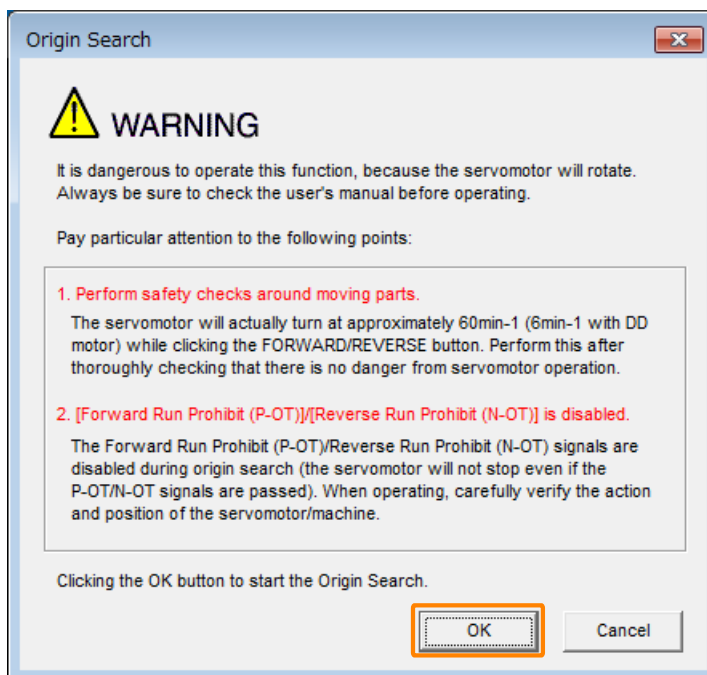 Origin Search
WARNING
It is dangerous to operate this function, because the servomotor will rotate.
Always be sure to check the user's manual before operating.
Pay particular attention to the following points:
1. Perform safety checks around moving parts.
The servomotor will actually turn at approximately 60min-1 (6min-1 with DD
motor) while clicking the FORWARD/REVERSE button. Perform this after
thoroughly checking that there is no danger from servomotor operation.
2. [Forward Run Prohibit (P-OT)]/[Reverse Run Prohibit (N-OT)] is disabled.
The Forward Run Prohibit (P-OT)/Reverse Run Prohibit (N-OT) signals are
disabled during origin search (the servomotor will not stop even if the
P-OT/N-OT signals are passed). When operating, carefully verify the action
and position of the servomotor/machine.
Clicking the OK button to start the Origin Search.
OK Cancel